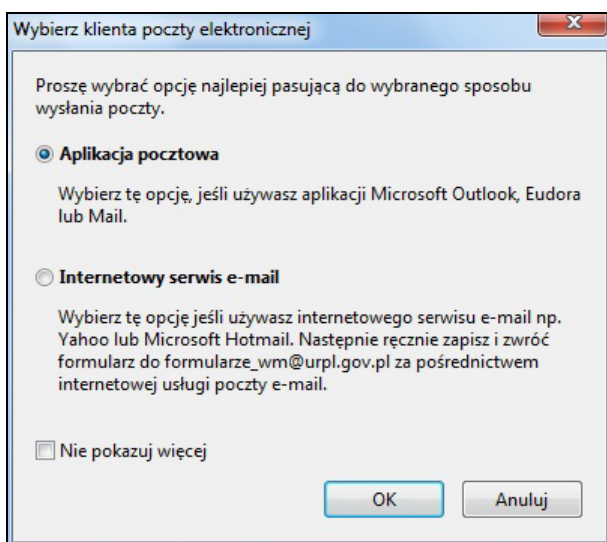 Wybierz klienta poczty elektronicznej
Proszę wybrać opcję najlepiej pasującą do wybranego sposobu
wysłania poczty.
Aplikacja pocztowa
Wybierz tę opcję, jeśli używasz aplikacji Microsoft Outlook, Eudora
lub Mail.
Internetowy serwis e-mail
Wybierz tę opcję jeśli używasz internetowego serwisu e-mail np.
Yahoo lub Microsoft Hotmail. Następnie ręcznie zapisz i zwróć
formularz do formularze_wm@urpl.gov.pl za pośrednictwem
internetowej usługi poczty e-mail.
Nie pokazuj więcej
OK Anuluj